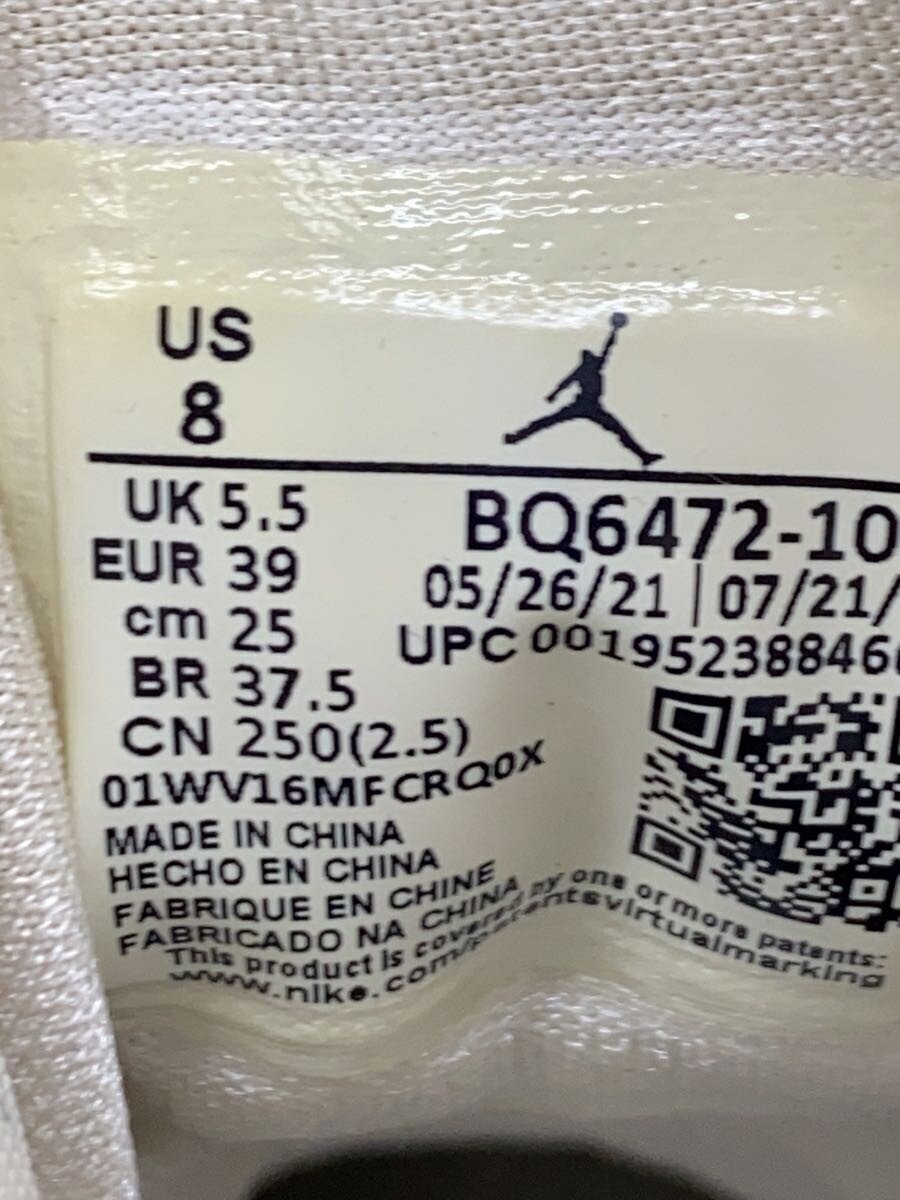 US
8
UK 5.5
EUR 39
cm 25
BR 37.5
CN 250(2.5)
BQ6472-10
05/26/21 | 07/21/
UPC 00195238846
01WV16MFCRQ0X
MADE IN CHINA
HECHO EN CHINA
FABRIQUE EN CHINE
FABRICADO NA CHINA
This product is covered by one or more patents:
www.nike.com/patentsvirtualmarking